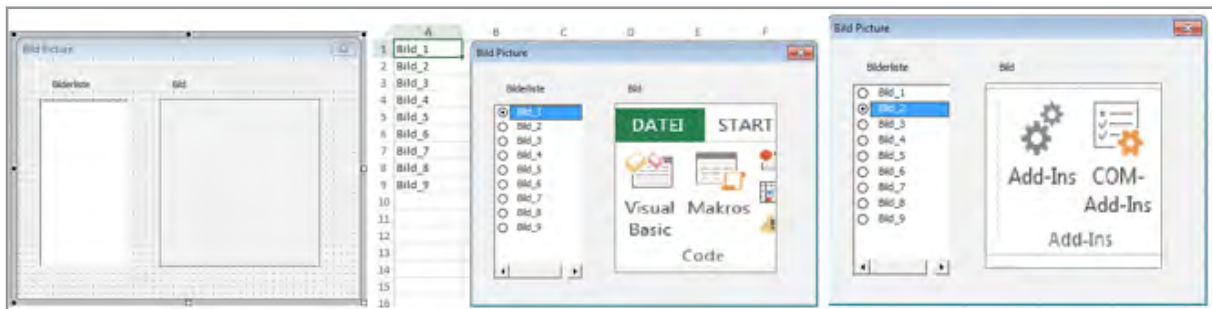 Bild Picture
Bilderliste Bild
A B C D E F
1 Bild_1
2 Bild_2
3 Bild_3
4 Bild_4
5 Bild_5
6 Bild_6
7 Bild_7
8 Bild_8
9 Bild_9
10
11
12
13
14
15
16
Bild Picture
Bilderliste Bild
Bild_1
Bild_2
Bild_3
Bild_4
Bild_5
Bild_6
Bild_7
Bild_8
Bild_9
DATEI START
Visual Basic
Makros
Code
Bild Picture
Bilderliste Bild
Bild_1
Bild_2
Bild_3
Bild_4
Bild_5
Bild_6
Bild_7
Bild_8
Bild_9
Add-Ins
COM-
Add-Ins
Add-Ins